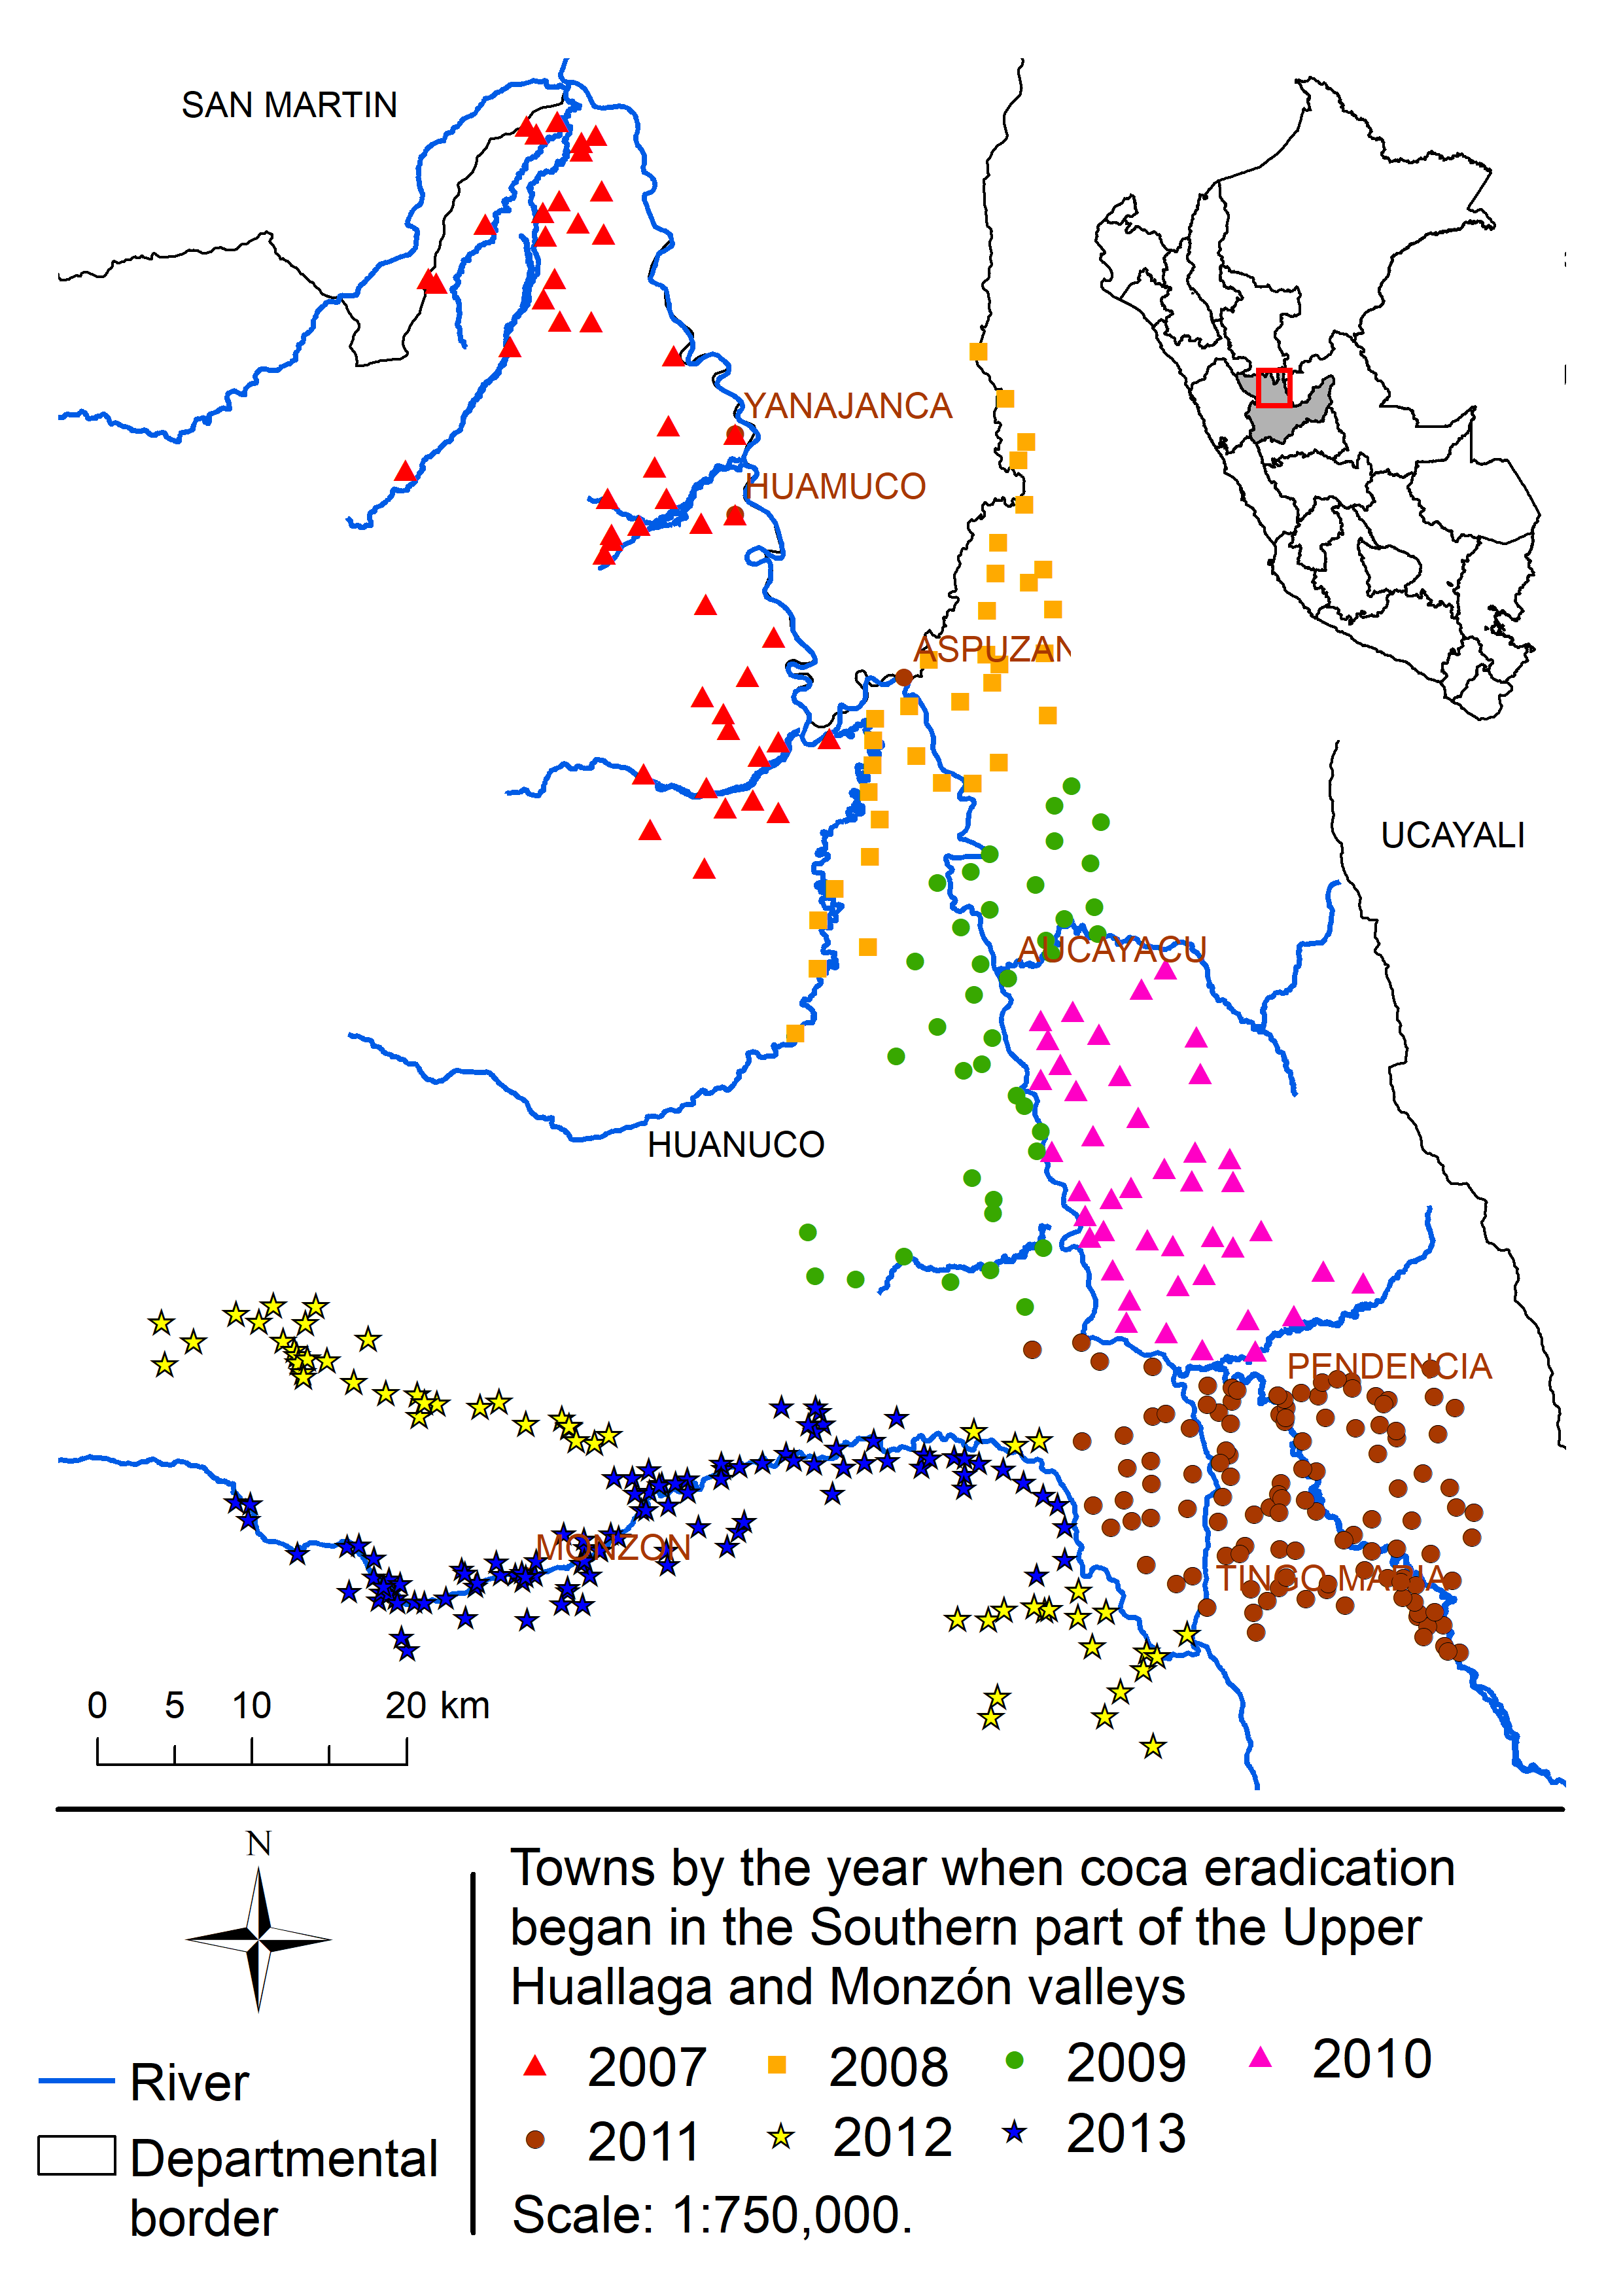 SAN MARTIN
YANAJANCA
HUAMUCO
ASPUZAN
UCAYALI
AUCAYACU
HUANUCO
PENDENCIA
MONZON
TINGO MARIA
0 5 10 20 km
N
River
Departmental
border
Towns by the year when coca eradication
began in the Southern part of the Upper
Huallaga and Monzón valleys
2007 2008 2009 2010
2011 2012 2013
Scale: 1:750,000.